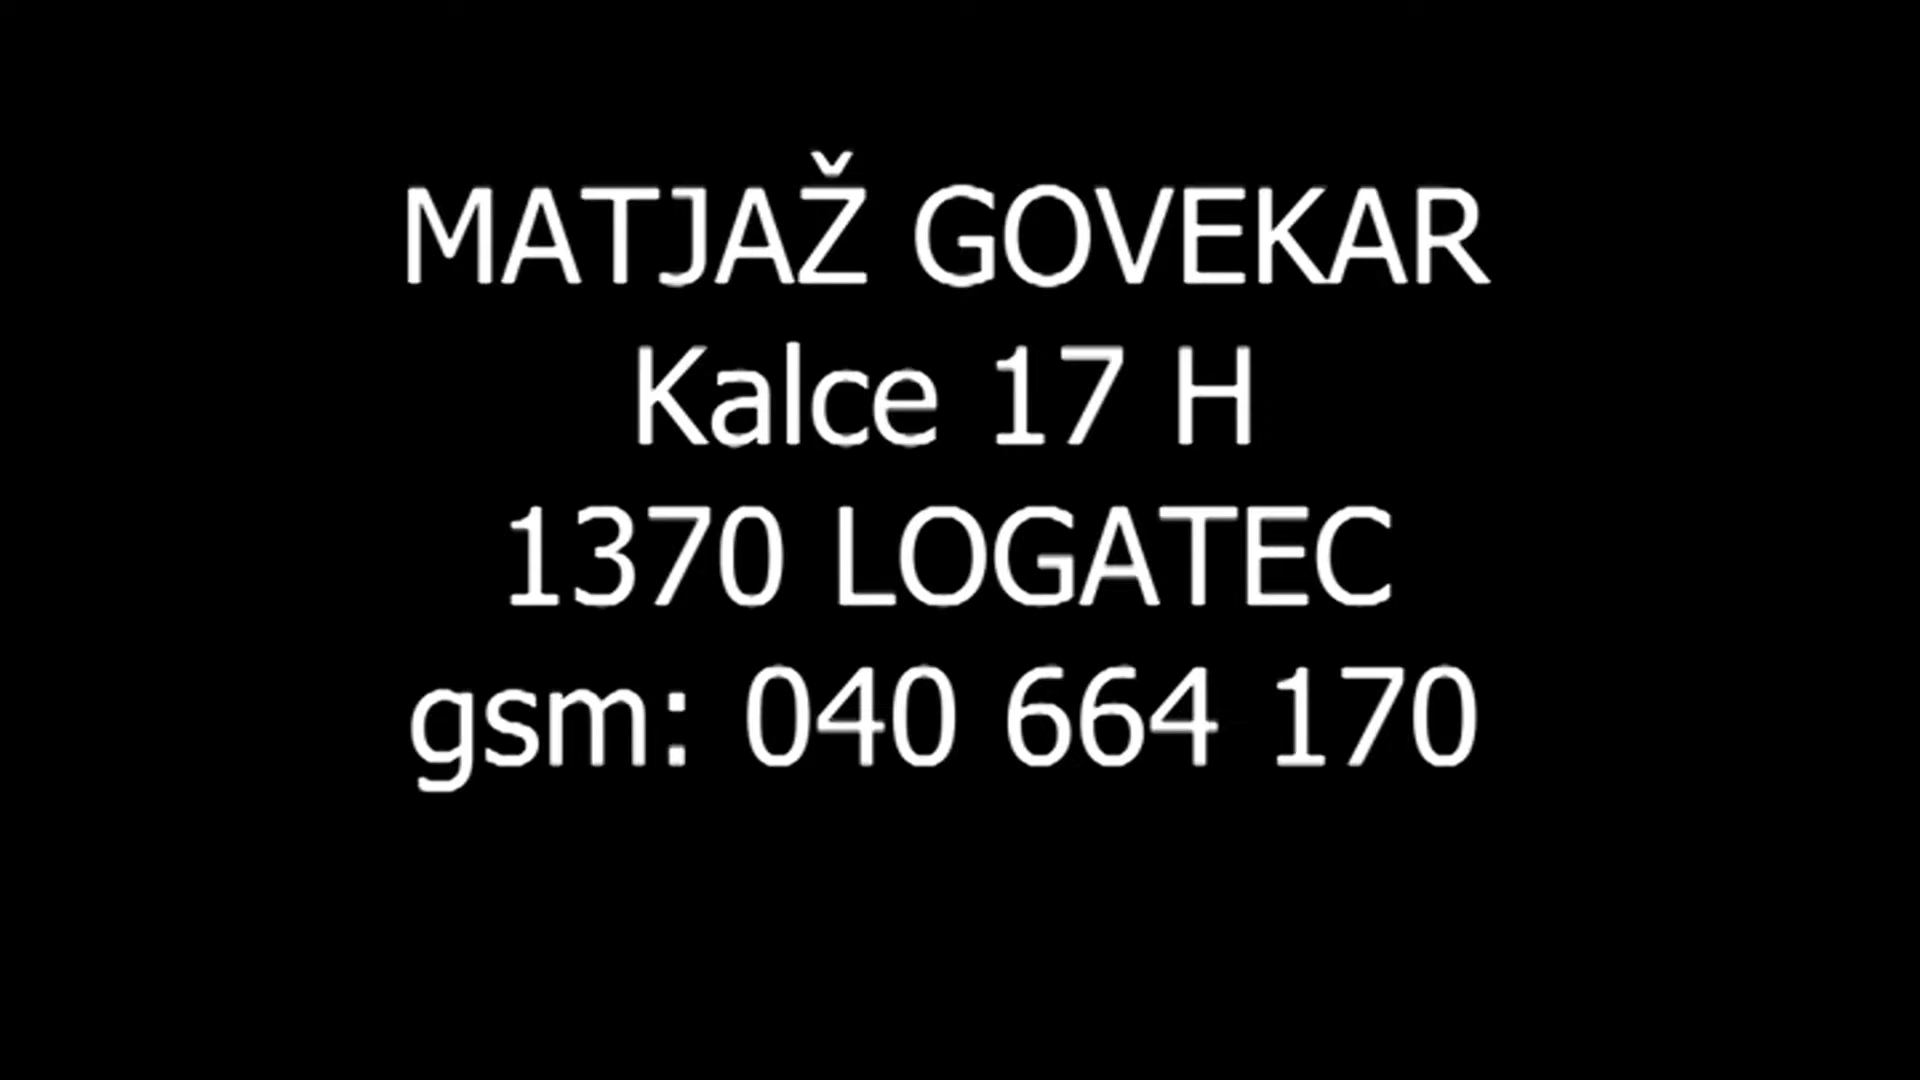 MATJAŽ GOVEKAR
Kalce 17 H
1370 LOGATEC
gsm: 040 664 170